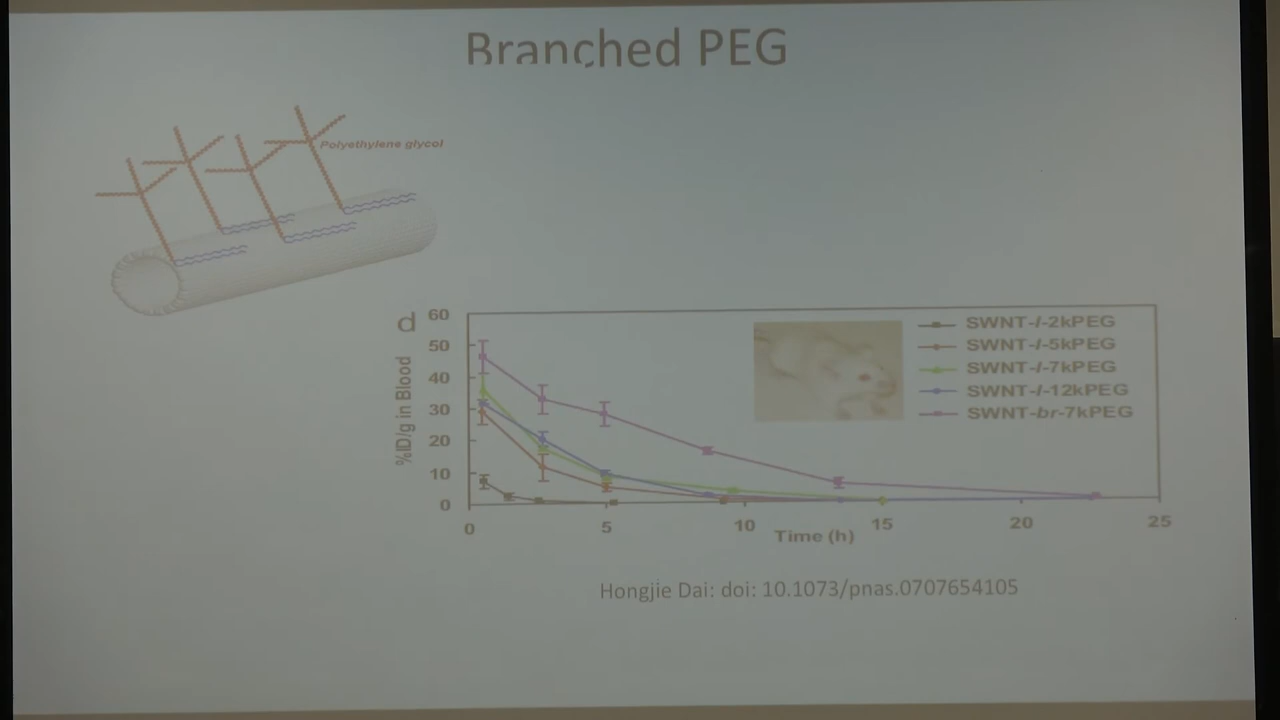 Branched PEG
Polyethylene glycol
d
60
50
40
30
20
10
0
%ID/g in Blood
SWNT-l-2kPEG
SWNT-l-5kPEG
SWNT-l-7kPEG
SWNT-l-12kPEG
SWNT-br-7kPEG
0 5 10 15 20 25
Time (h)
Hongjie Dai: doi: 10.1073/pnas.0707654105